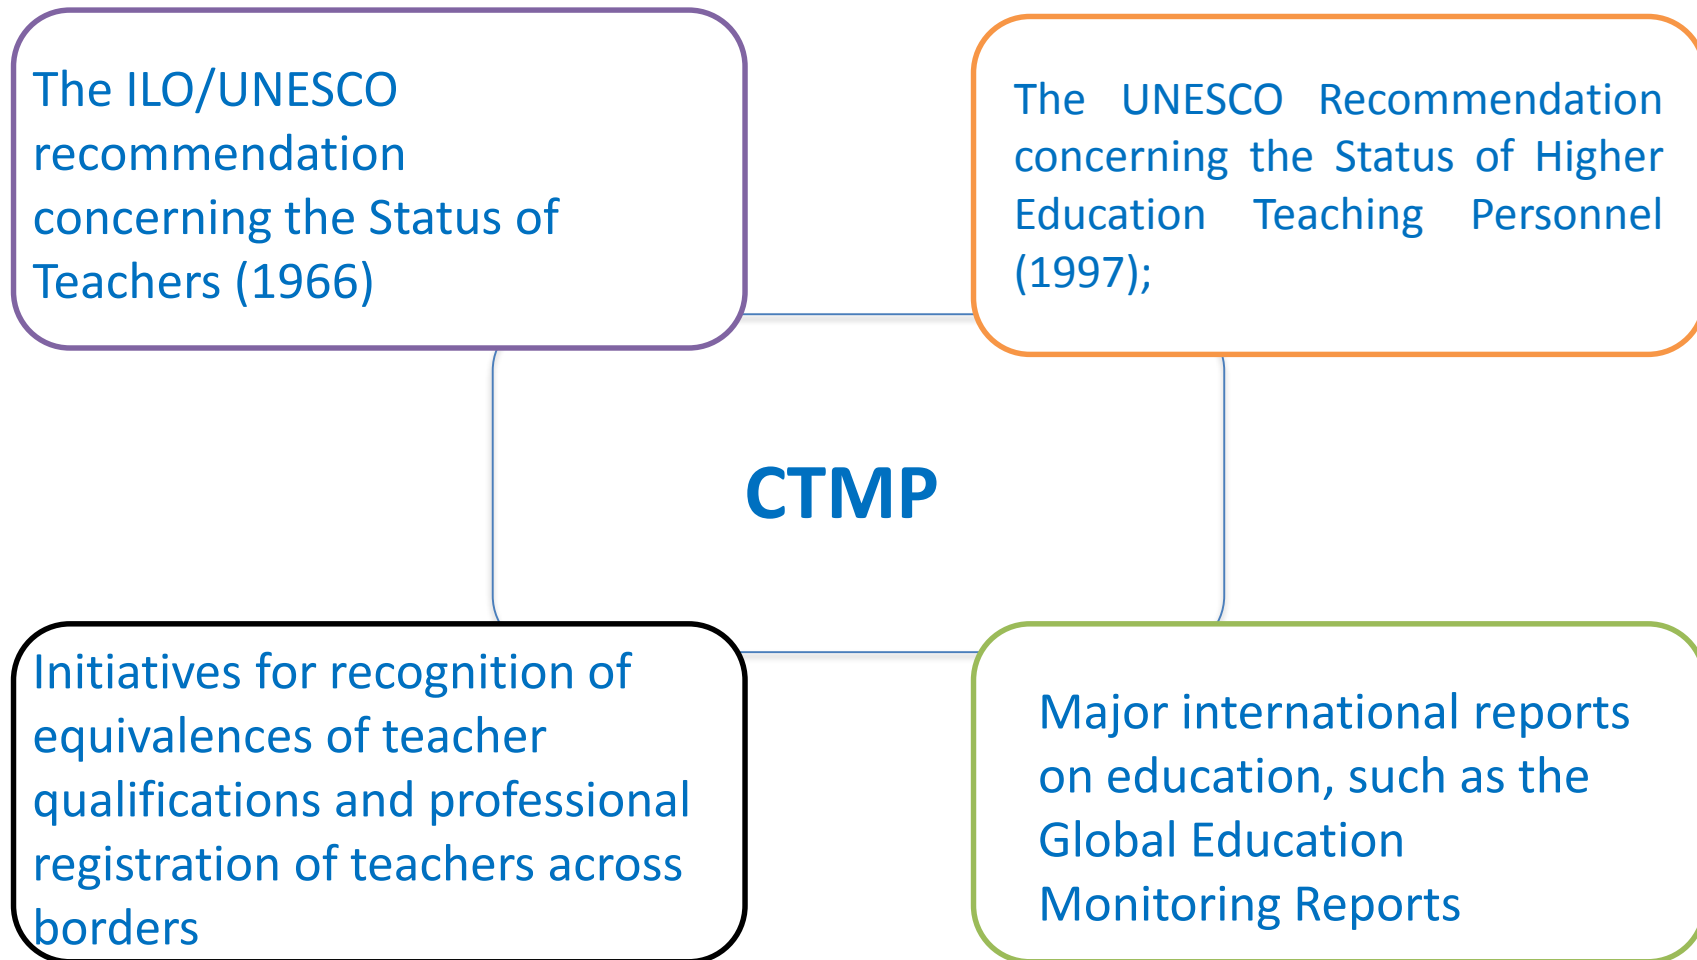 The ILO/UNESCO
recommendation
concerning the Status of
Teachers (1966)
The UNESCO Recommendation
concerning the Status of Higher
Education Teaching Personnel
(1997);
CTMP
Initiatives for recognition of
equivalences of teacher
qualifications and professional
registration of teachers across
borders
Major international reports
on education, such as the
Global Education
Monitoring Reports